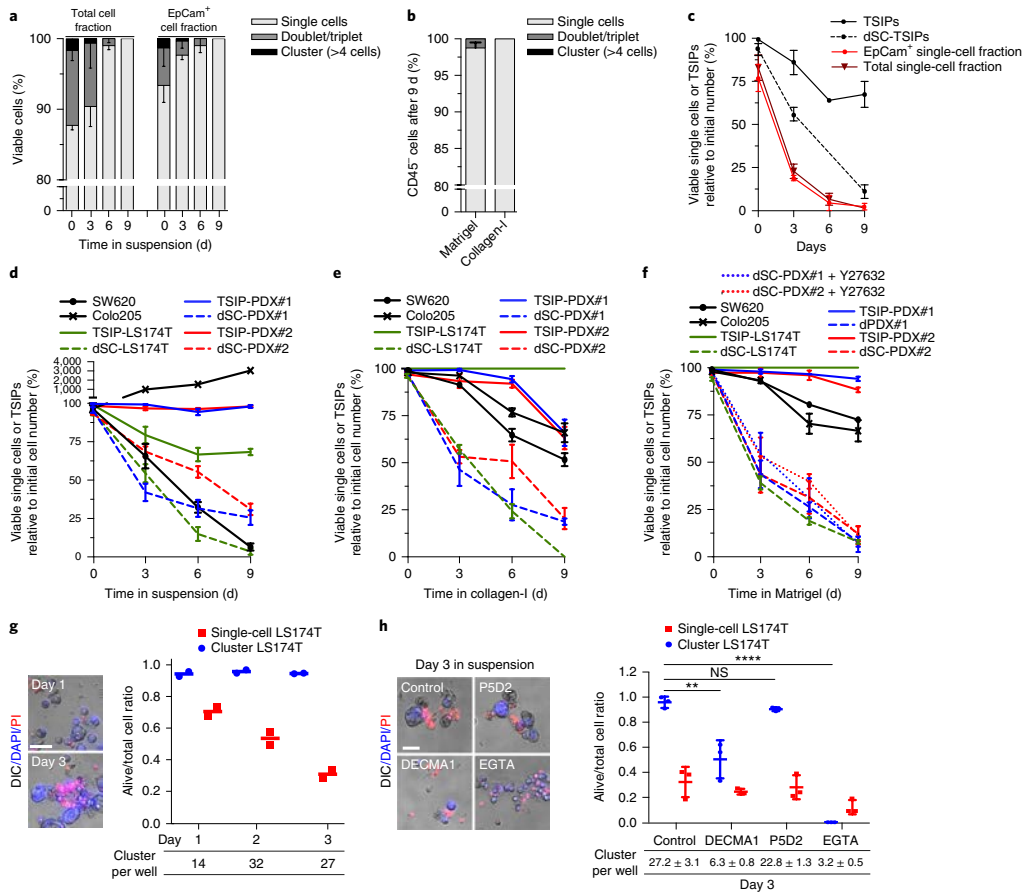 a
Total cell
fraction
EpCam⁺
cell fraction
Single cells
Doublet/triplet
Cluster (>4 cells)
Viable cells (%)
100
95
90
80
80
0
0 3 6 9 0 3 6 9
Time in suspension (d)
b
Single cells
Doublet/triplet
Cluster (>4 cells)
CD45⁻ cells after 9 d (%)
100
95
90
85
80
80
0
Matrigel
Collagen-I
c
TSIPs
dSC-TSIPs
EpCam⁺ single-cell fraction
Total single-cell fraction
Viable single cells or TSIPs
relative to initial number (%)
100
75
50
25
0
0 3 6 9
Days
d
SW620
Colo205
TSIP-LS174T
dSC-LS174T
TSIP-PDX#1
dSC-PDX#1
TSIP-PDX#2
dSC-PDX#2
Viable single cells or TSIPs
relative to initial cell number (%)
4,000
3,000
2,000
1,000
100
75
50
25
0
0 3 6 9
Time in suspension (d)
e
SW620
Colo205
TSIP-LS174T
dSC-LS174T
TSIP-PDX#1
dSC-PDX#1
TSIP-PDX#2
dSC-PDX#2
Viable single cells or TSIPs
relative to initial cell number (%)
100
75
50
25
0
0 3 6 9
Time in collagen-I (d)
f
dSC-PDX#1 + Y27632
dSC-PDX#2 + Y27632
SW620
Colo205
TSIP-LS174T
dSC-LS174T
TSIP-PDX#1
dPDX#1
TSIP-PDX#2
dSC-PDX#2
Viable single cells or TSIPs
relative to initial cell number (%)
100
75
50
25
0
0 3 6 9
Time in Matrigel (d)
g
Single-cell LS174T
Cluster LS174T
DIC/DAPI/PI
Day 1
Day 3
Alive/total cell ratio
1.0
0.8
0.6
0.4
0.2
0.0
Day 1 2 3
Cluster
per well
14 32 27
h
Day 3 in suspension
DIC/DAPI/PI
Control
P5D2
DECMA1
EGTA
Single-cell LS174T
Cluster LS174T
****
NS
**
Alive/total cell ratio
1.0
0.8
0.6
0.4
0.2
0.0
Control DECMA1 P5D2 EGTA
Cluster
per well
27.2 ± 3.1 6.3 ± 0.8 22.8 ± 1.3 3.2 ± 0.5
Day 3